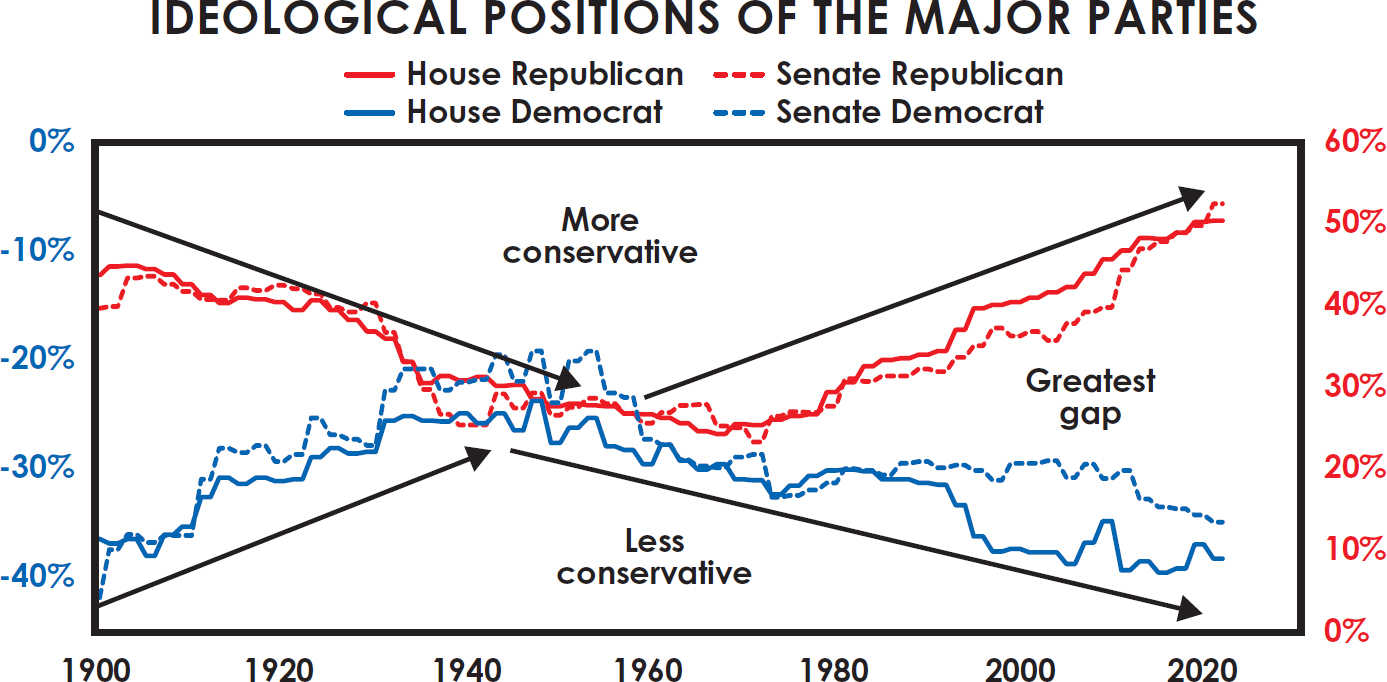 IDEOLOGICAL POSITIONS OF THE MAJOR PARTIES
House Republican
Senate Republican
House Democrat
Senate Democrat
0%
-10%
-20%
-30%
-40%
60%
50%
40%
30%
20%
10%
0%
More
conservative
Greatest
gap
Less
conservative
1900
1920
1940
1960
1980
2000
2020